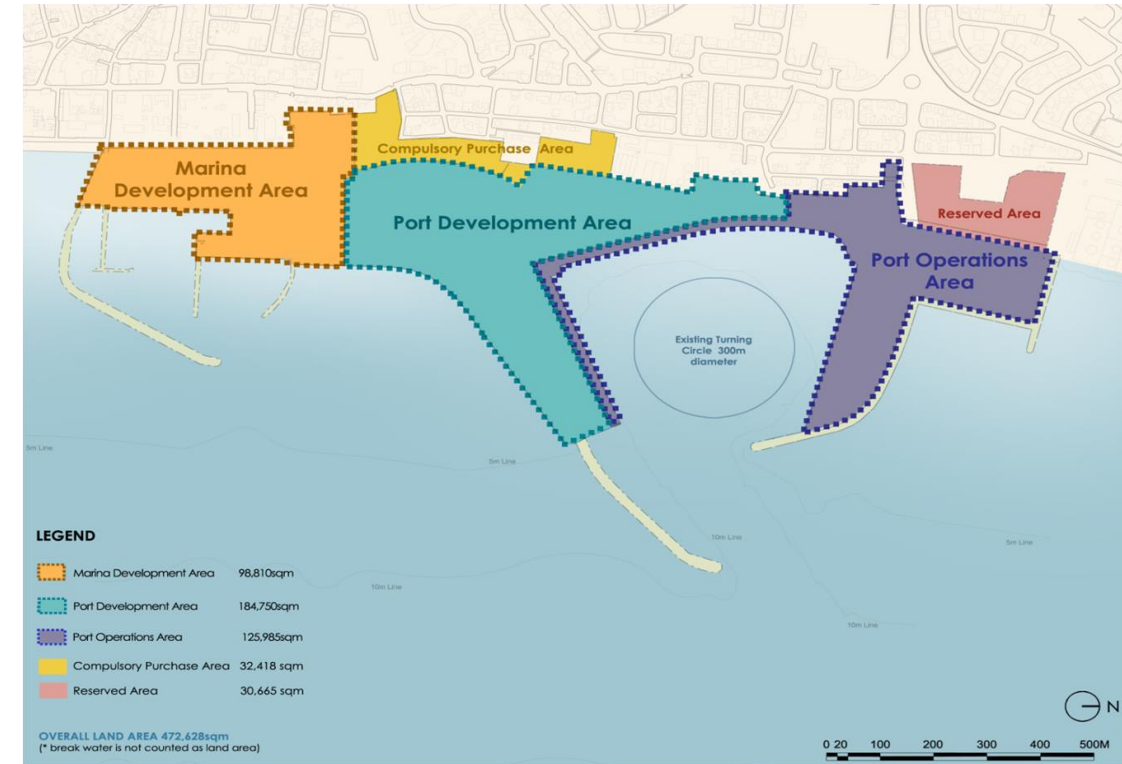 Compulsory Purchase Area
Marina
Development Area
Port Development Area
Reserved Area
Port Operations
Area
Existing Turning
Circle 300m
diameter
5m Line
5m Line
10m Line
5m Line
10m Line
10m Line
LEGEND
Marina Development Area 98,810sqm
Port Development Area 184,750sqm
Port Operations Area 125,985sqm
Compulsory Purchase Area 32,418 sqm
Reserved Area 30,665 sqm
OVERALL LAND AREA 472,628sqm
(* break water is not counted as land area)
N
0 20 100 200 300 400 500M